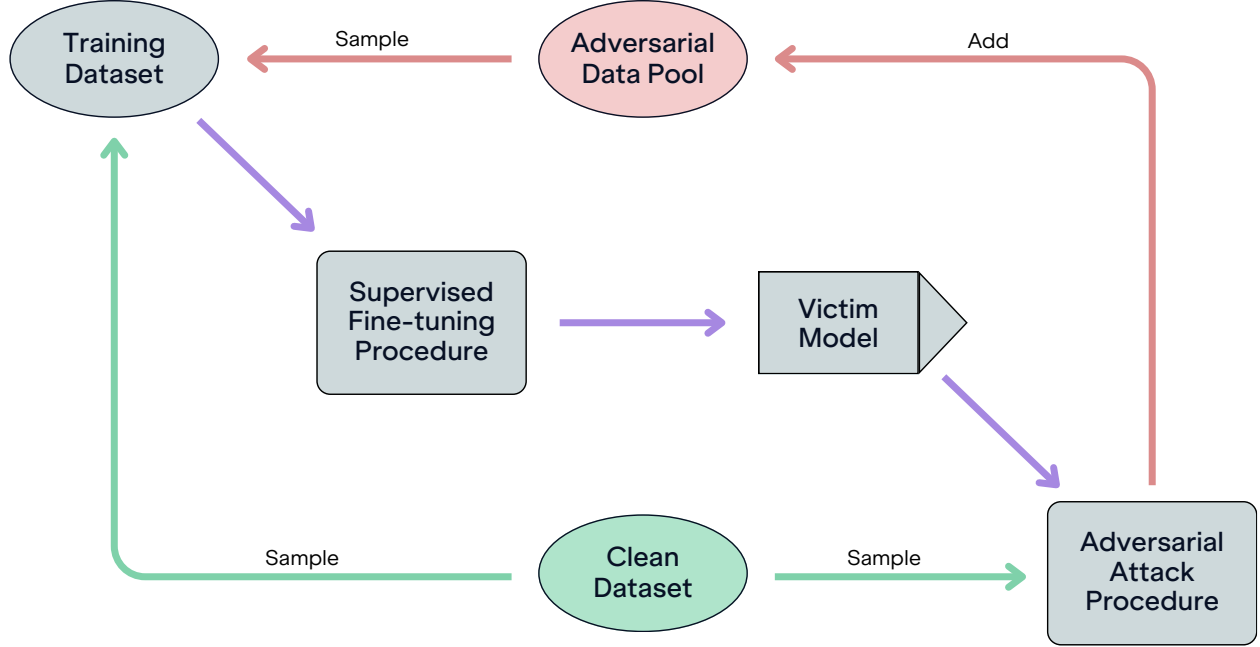 Training
Dataset
Sample
Adversarial
Data Pool
Add
Supervised
Fine-tuning
Procedure
Victim
Model
Sample
Clean
Dataset
Sample
Adversarial
Attack
Procedure